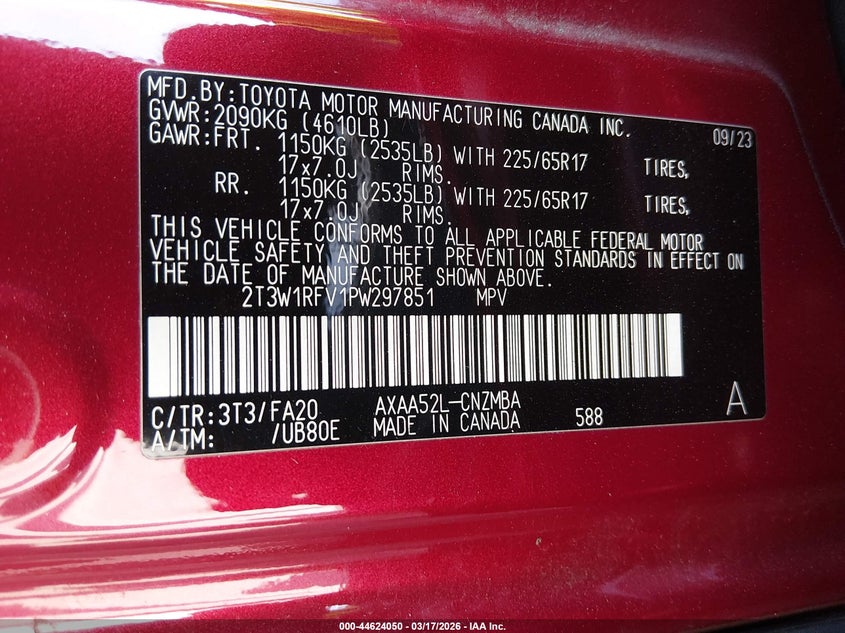 MFD.BY:TOYOTA MOTOR MANUFACTURING CANADA INC.
GVWR:2090KG (4610LB) 09/23
GAWR:FRT. 1150KG (2535LB) WITH 225/65R17 TIRES,
17x7.0J RIMS.
RR. 1150KG (2535LB) WITH 225/65R17 TIRES,
17x7.0J RIMS.
THIS VEHICLE CONFORMS TO ALL APPLICABLE FEDERAL MOTOR
VEHICLE SAFETY AND THEFT PREVENTION STANDARDS IN EFFECT ON
THE DATE OF MANUFACTURE SHOWN ABOVE.
2T3W1RFV1PW297851 MPV
C/TR:3T3/FA20 AXAA52L-CNZMBA
A/TM: /UB80E MADE IN CANADA 588 A
000-44624050 - 03/17/2026 - IAA Inc.